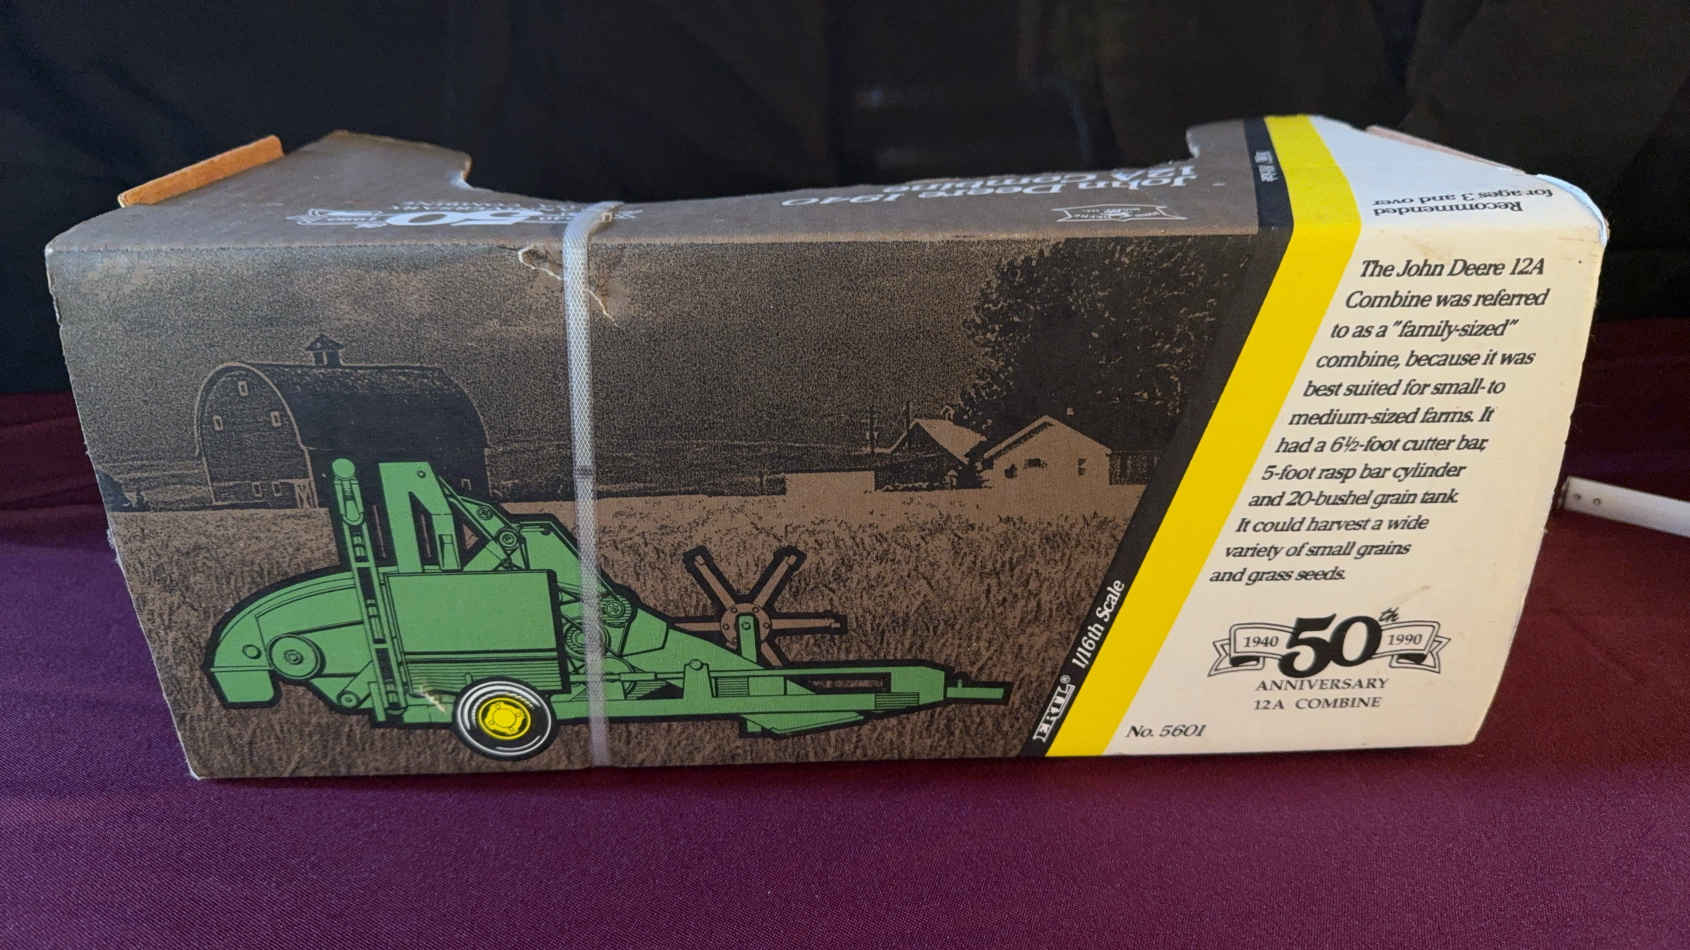 John Deere 1940
12A Combine
50
Recommended
for ages 3 and over
The John Deere 12A
Combine was referred
to as a "family-sized"
combine, because it was
best suited for small- to
medium-sized farms. It
had a 6½-foot cutter bar,
5-foot rasp bar cylinder
and 20-bushel grain tank.
It could harvest a wide
variety of small grains
and grass seeds.
1940 50th 1990
ANNIVERSARY
12A COMBINE
No. 5601
ERTL® 1/16th Scale